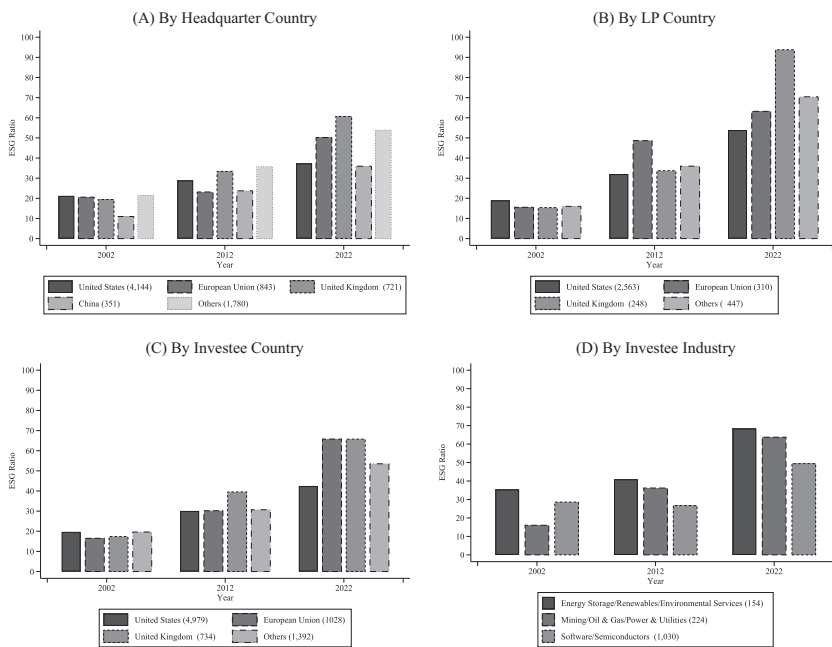 (A) By Headquarter Country
100
90
80
70
60
50
40
30
20
10
0
ESG Ratio
2002 2012 2022
Year
United States (4,144) European Union (843) United Kingdom (721)
China (351) Others (1,780)
(B) By LP Country
100
90
80
70
60
50
40
30
20
10
0
ESG Ratio
2002 2012 2022
Year
United States (2,563) European Union (310)
United Kingdom (248) Others ( 447)
(C) By Investee Country
100
90
80
70
60
50
40
30
20
10
0
ESG Ratio
2002 2012 2022
Year
United States (4,979) European Union (1028)
United Kingdom (734) Others (1,392)
(D) By Investee Industry
100
90
80
70
60
50
40
30
20
10
0
ESG Ratio
2002 2012 2022
Year
Energy Storage/Renewables/Environmental Services (154)
Mining/Oil & Gas/Power & Utilities (224)
Software/Semiconductors (1,030)